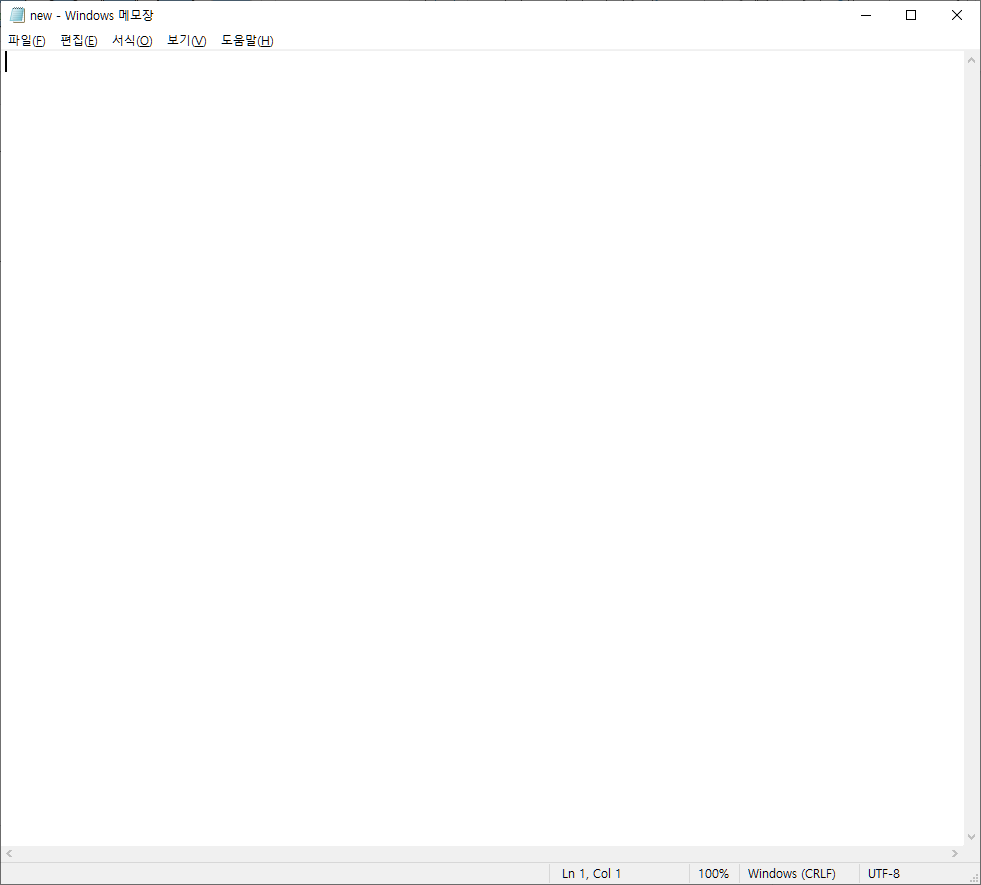 new - Windows 메모장
파일(F) 편집(E) 서식(O) 보기(V) 도움말(H)
Ln 1, Col 1 100% Windows (CRLF) UTF-8